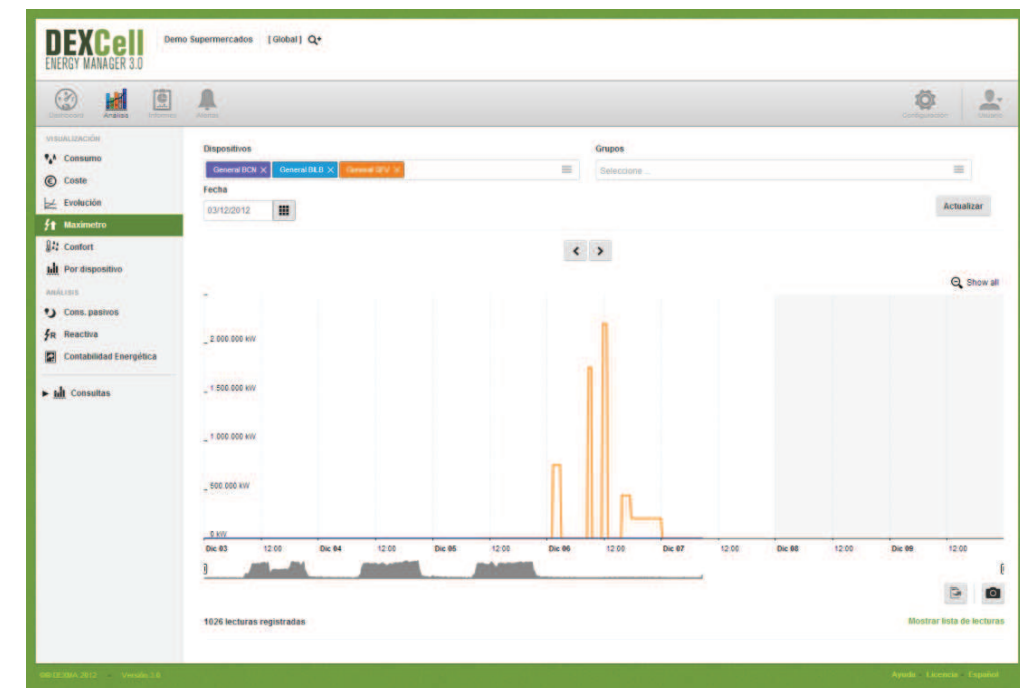 DEXCell
ENERGY MANAGER 3.0
Demo Supermercados [Global]
Dashboard Análisis Informes Alertas Configuración Usuario
VISUALIZACIÓN
Consumo
Coste
Evolución
Maxímetro
Confort
Por dispositivo
ANÁLISIS
Cons. pasivos
Reactiva
Contabilidad Energética
Consultas
Dispositivos Grupos
General BCN × General BILB × General SEV × Seleccione ...
Fecha
03/12/2012 Actualizar
< >
Show all
2.000.000 kW
1.500.000 kW
1.000.000 kW
500.000 kW
0 kW
Dic 03 12:00 Dic 04 12:00 Dic 05 12:00 Dic 06 12:00 Dic 07 12:00 Dic 08 12:00 Dic 09 12:00
1026 lecturas registradas Mostrar lista de lecturas
Versión 3.0 Ayuda Licencia Español